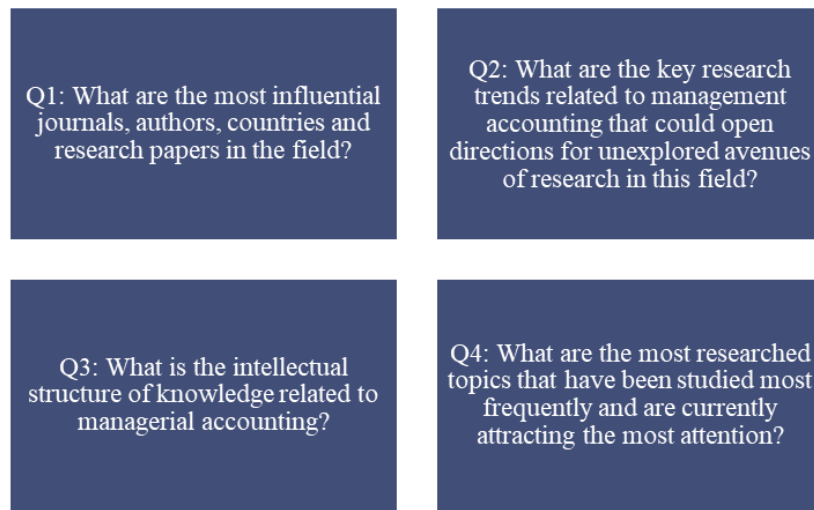 Q1: What are the most influential
journals, authors, countries and
research papers in the field?
Q2: What are the key research
trends related to management
accounting that could open
directions for unexplored avenues
of research in this field?
Q3: What is the intellectual
structure of knowledge related to
managerial accounting?
Q4: What are the most researched
topics that have been studied most
frequently and are currently
attracting the most attention?